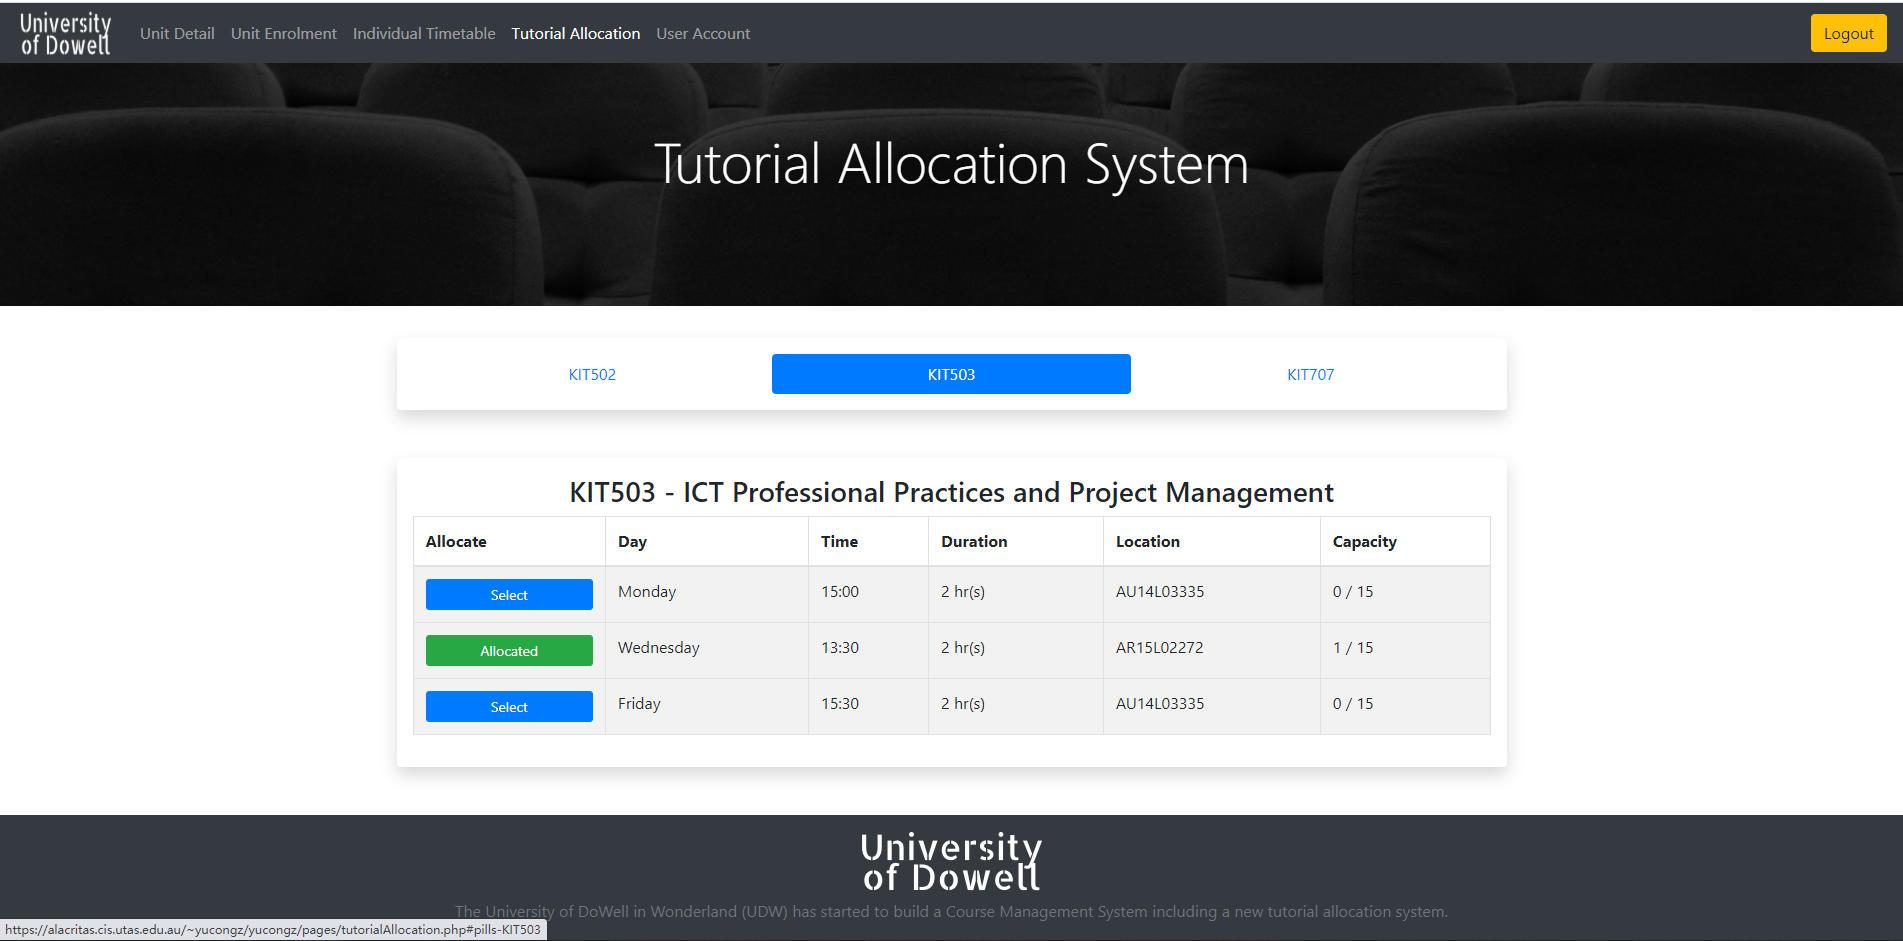 University
of Dowell
Unit Detail Unit Enrolment Individual Timetable Tutorial Allocation User Account Logout
Tutorial Allocation System
KIT502 KIT503 KIT707
KIT503 - ICT Professional Practices and Project Management
Allocate Day Time Duration Location Capacity
Select Monday 15:00 2 hr(s) AU14L03335 0 / 15
Allocated Wednesday 13:30 2 hr(s) AR15L02272 1 / 15
Select Friday 15:30 2 hr(s) AU14L03335 0 / 15
University
of Dowell
The University of DoWell in Wonderland (UDW) has started to build a Course Management System including a new tutorial allocation system.
https://alacritas.cis.utas.edu.au/~yucongz/yucongz/pages/tutorialAllocation.php#pills-KIT503